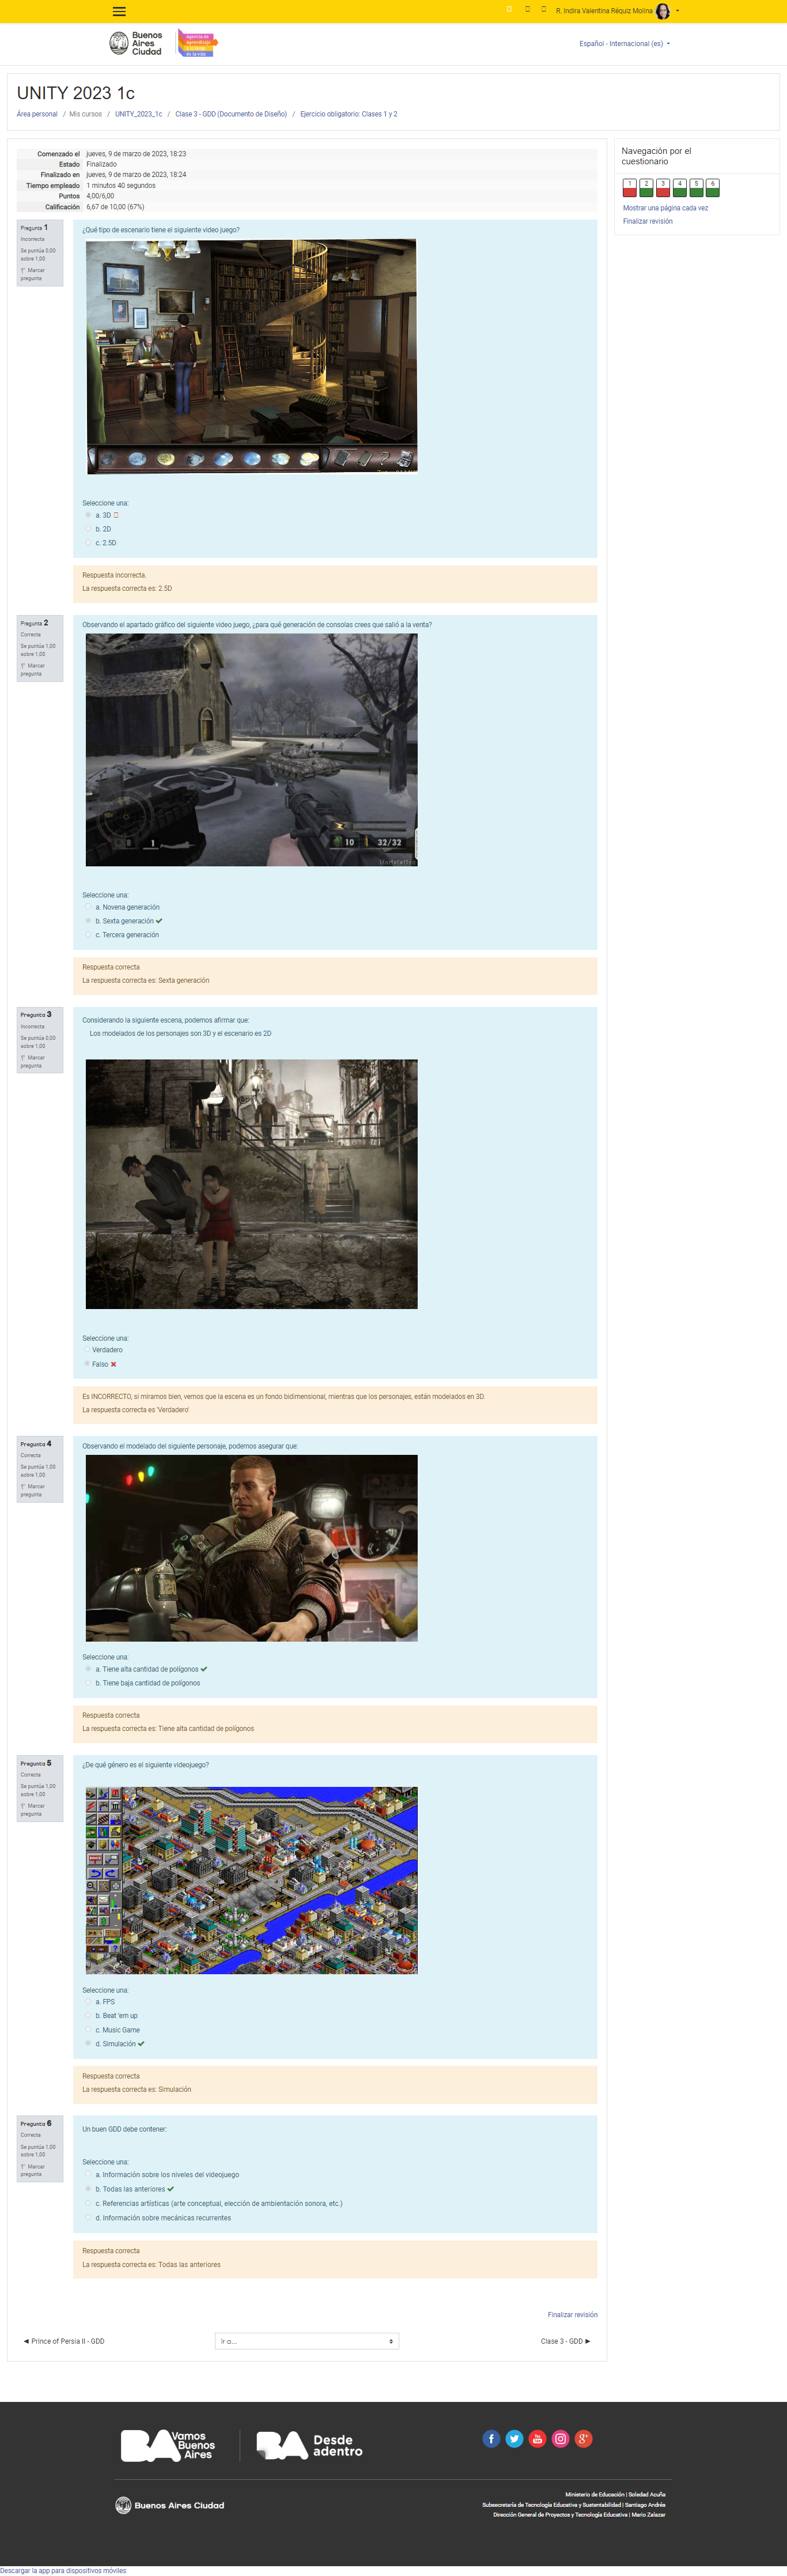 R. Indira Valentina Réquiz Molina
Buenos
Aires
Ciudad
Agencia de
aprendizaje
a lo largo
de la vida
Español - Internacional (es)
UNITY 2023 1c
Área personal / Mis cursos / UNITY_2023_1c / Clase 3 - GDD (Documento de Diseño) / Ejercicio obligatorio: Clases 1 y 2
Comenzado el jueves, 9 de marzo de 2023, 18:23
Estado Finalizado
Finalizado en jueves, 9 de marzo de 2023, 18:24
Tiempo empleado 1 minutos 40 segundos
Puntos 4,00/6,00
Calificación 6,67 de 10,00 (67%)
Navegación por el
cuestionario
1 2 3 4 5 6
Mostrar una página cada vez
Finalizar revisión
Pregunta 1
Incorrecta
Se puntúa 0,00
sobre 1,00
Marcar
pregunta
¿Qué tipo de escenario tiene el siguiente video juego?
Seleccione una:
a. 3D
b. 2D
c. 2.5D
Respuesta incorrecta.
La respuesta correcta es: 2.5D
Pregunta 2
Correcta
Se puntúa 1,00
sobre 1,00
Marcar
pregunta
Observando el apartado gráfico del siguiente video juego, ¿para qué generación de consolas crees que salió a la venta?
8 1
10 32/32
Seleccione una:
a. Novena generación
b. Sexta generación
c. Tercera generación
Respuesta correcta
La respuesta correcta es: Sexta generación
Pregunta 3
Incorrecta
Se puntúa 0,00
sobre 1,00
Marcar
pregunta
Considerando la siguiente escena, podemos afirmar que:
Los modelados de los personajes son 3D y el escenario es 2D
Seleccione una:
Verdadero
Falso
Es INCORRECTO, si miramos bien, vemos que la escena es un fondo bidimensional, mientras que los personajes, están modelados en 3D.
La respuesta correcta es 'Verdadero'
Pregunta 4
Correcta
Se puntúa 1,00
sobre 1,00
Marcar
pregunta
Observando el modelado del siguiente personaje, podemos asegurar que:
Seleccione una:
a. Tiene alta cantidad de polígonos
b. Tiene baja cantidad de polígonos
Respuesta correcta
La respuesta correcta es: Tiene alta cantidad de polígonos
Pregunta 5
Correcta
Se puntúa 1,00
sobre 1,00
Marcar
pregunta
¿De qué género es el siguiente videojuego?
Seleccione una:
a. FPS
b. Beat 'em up
c. Music Game
d. Simulación
Respuesta correcta
La respuesta correcta es: Simulación
Pregunta 6
Correcta
Se puntúa 1,00
sobre 1,00
Marcar
pregunta
Un buen GDD debe contener:
Seleccione una:
a. Información sobre los niveles del videojuego
b. Todas las anteriores
c. Referencias artísticas (arte conceptual, elección de ambientación sonora, etc.)
d. Información sobre mecánicas recurrentes
Respuesta correcta
La respuesta correcta es: Todas las anteriores
Finalizar revisión
◄ Prince of Persia II - GDD
Ir a...
Clase 3 - GDD ►
BA Vamos
Buenos
Aires
BA Desde
adentro
Buenos Aires Ciudad
Ministerio de Educación | Soledad Acuña
Subsecretaría de Tecnología Educativa y Sustentabilidad | Santiago Andrés
Dirección General de Proyectos y Tecnología Educativa | Mario Zalazar
Descargar la app para dispositivos móviles